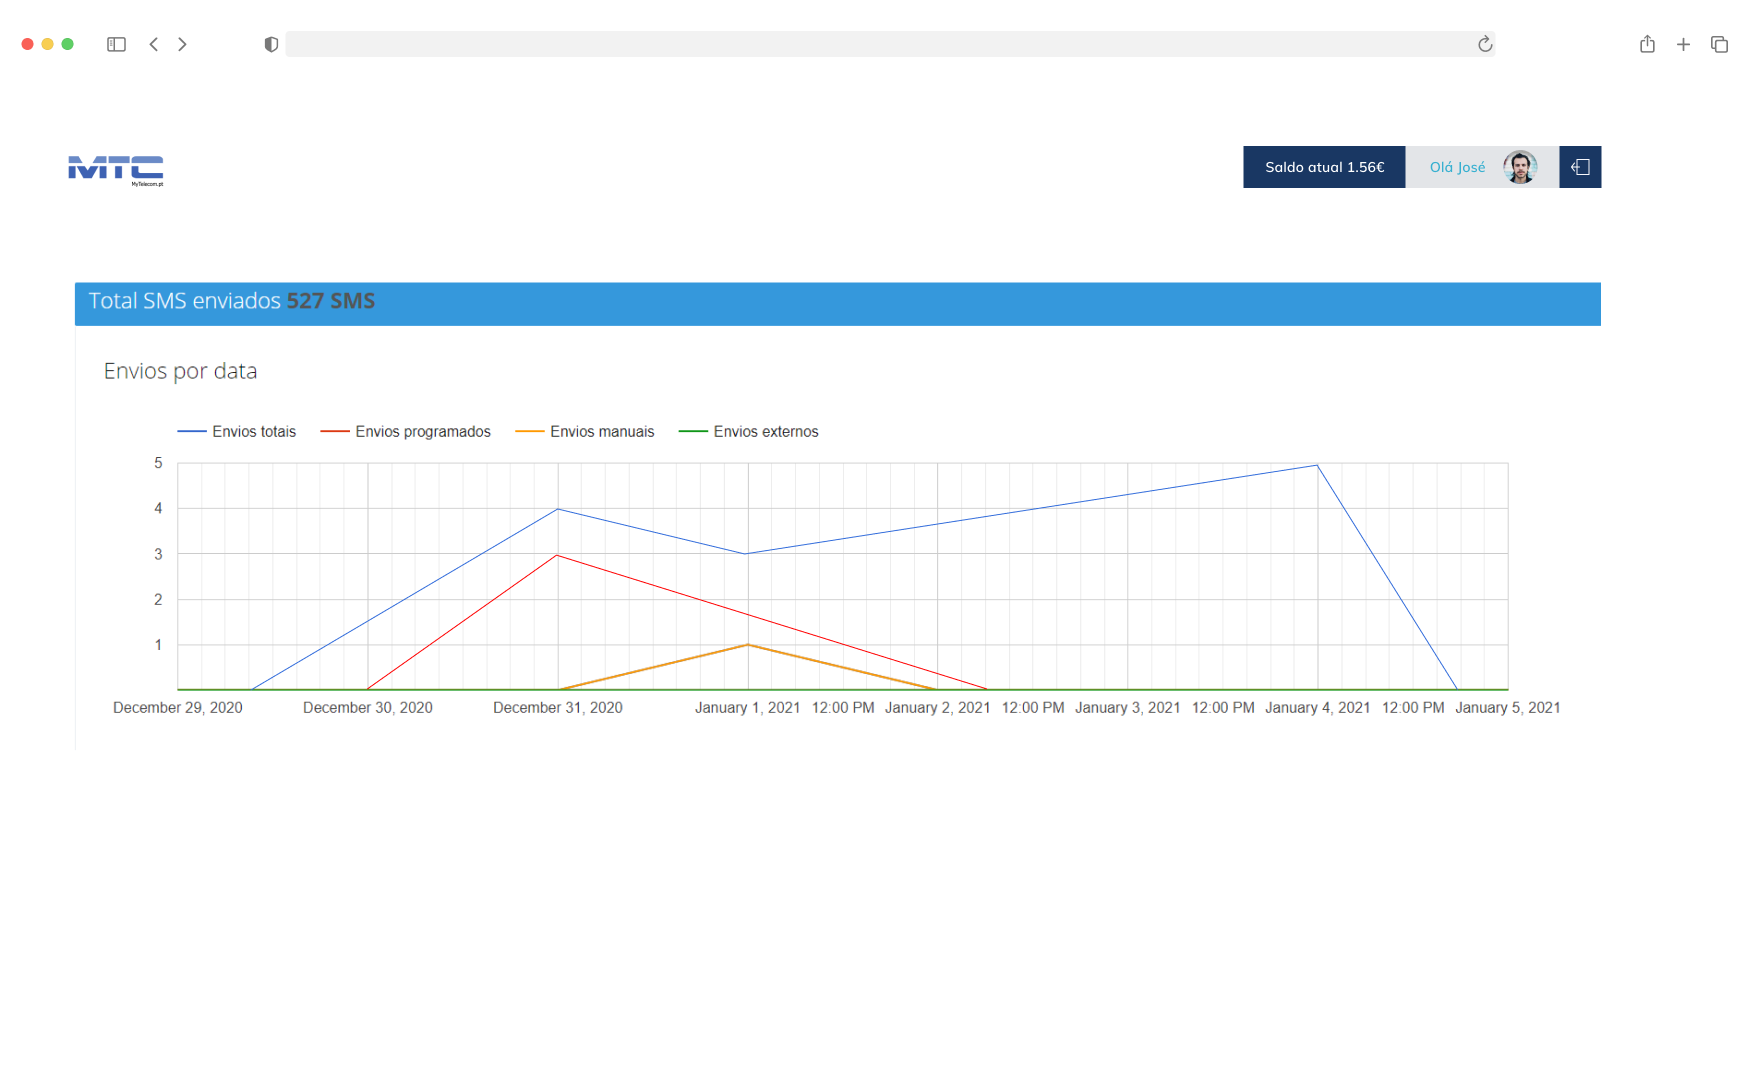 MTC
MyTelecom.pt
Saldo atual 1.56€
Olá José
Total SMS enviados 527 SMS
Envios por data
Envios totais Envios programados Envios manuais Envios externos
5
4
3
2
1
December 29, 2020 December 30, 2020 December 31, 2020 January 1, 2021 12:00 PM January 2, 2021 12:00 PM January 3, 2021 12:00 PM January 4, 2021 12:00 PM January 5, 2021